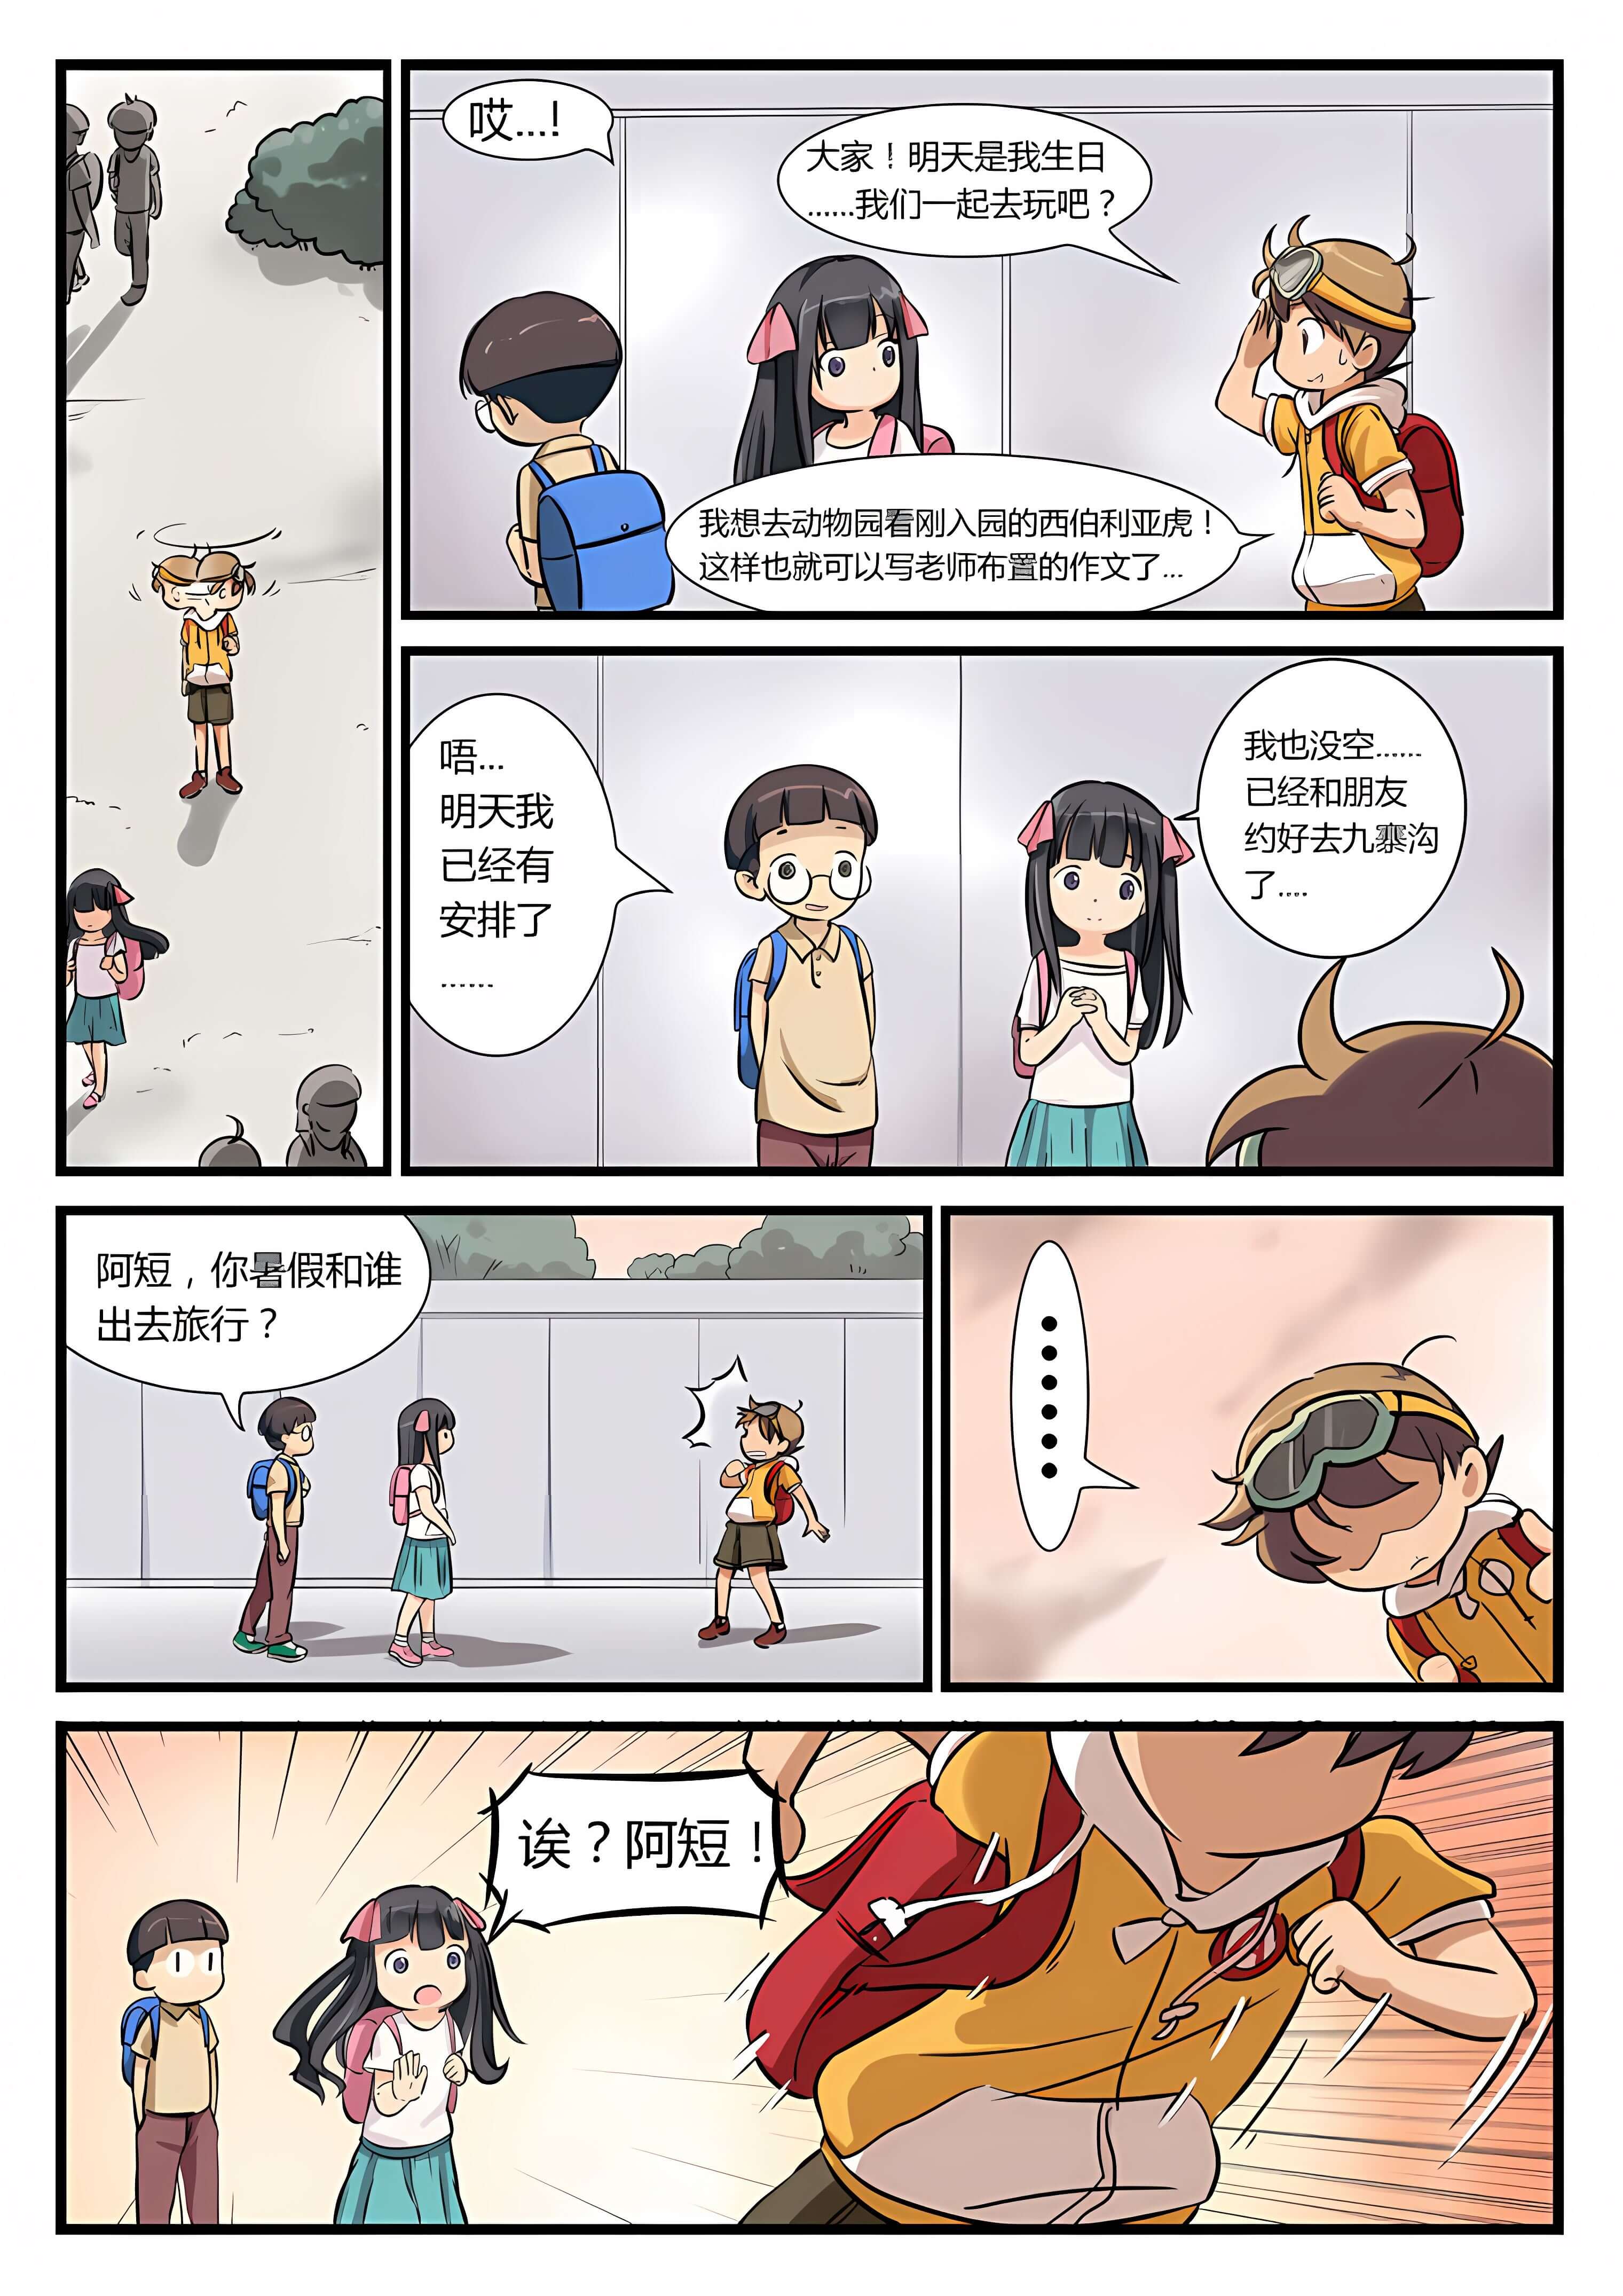 哎...!
大家！明天是我生日
......我们一起去玩吧？
我想去动物园看刚入园的西伯利亚虎！
这样也就可以写老师布置的作文了...
唔...
明天我
已经有
安排了
......
我也没空......
已经和朋友
约好去九寨沟
了....
阿短，你暑假和谁
出去旅行？
......
诶？阿短！